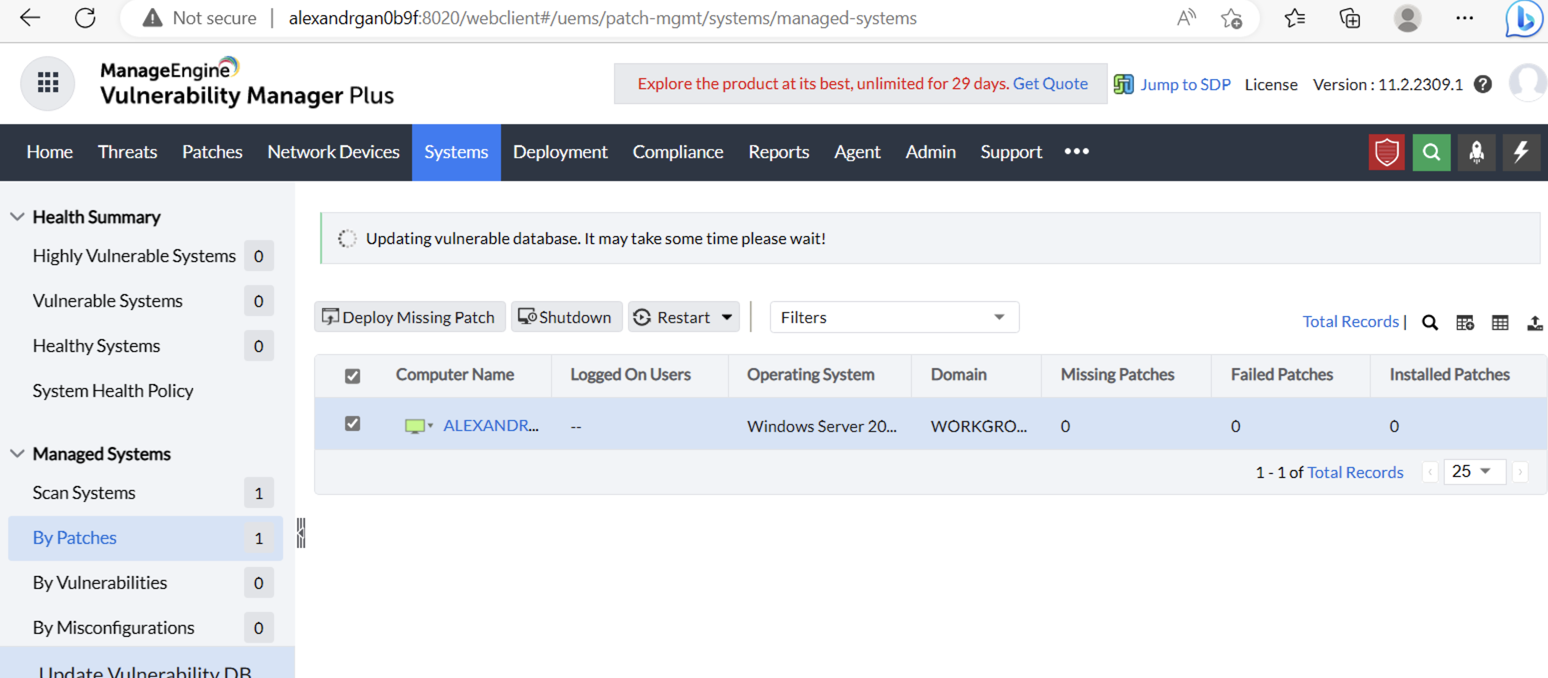 Not secure | alexandrgan0b9f:8020/webclient#/uems/patch-mgmt/systems/managed-systems
ManageEngine
Vulnerability Manager Plus
Explore the product at its best, unlimited for 29 days. Get Quote
Jump to SDP License Version : 11.2.2309.1
Home Threats Patches Network Devices Systems Deployment Compliance Reports Agent Admin Support •••
Health Summary
Highly Vulnerable Systems 0
Vulnerable Systems 0
Healthy Systems 0
System Health Policy
Managed Systems
Scan Systems 1
By Patches 1
By Vulnerabilities 0
By Misconfigurations 0
Update Vulnerability DB
Updating vulnerable database. It may take some time please wait!
Deploy Missing Patch Shutdown Restart Filters
Total Records |
Computer Name Logged On Users Operating System Domain Missing Patches Failed Patches Installed Patches
ALEXANDR... -- Windows Server 20... WORKGRO... 0 0 0
1 - 1 of Total Records 25